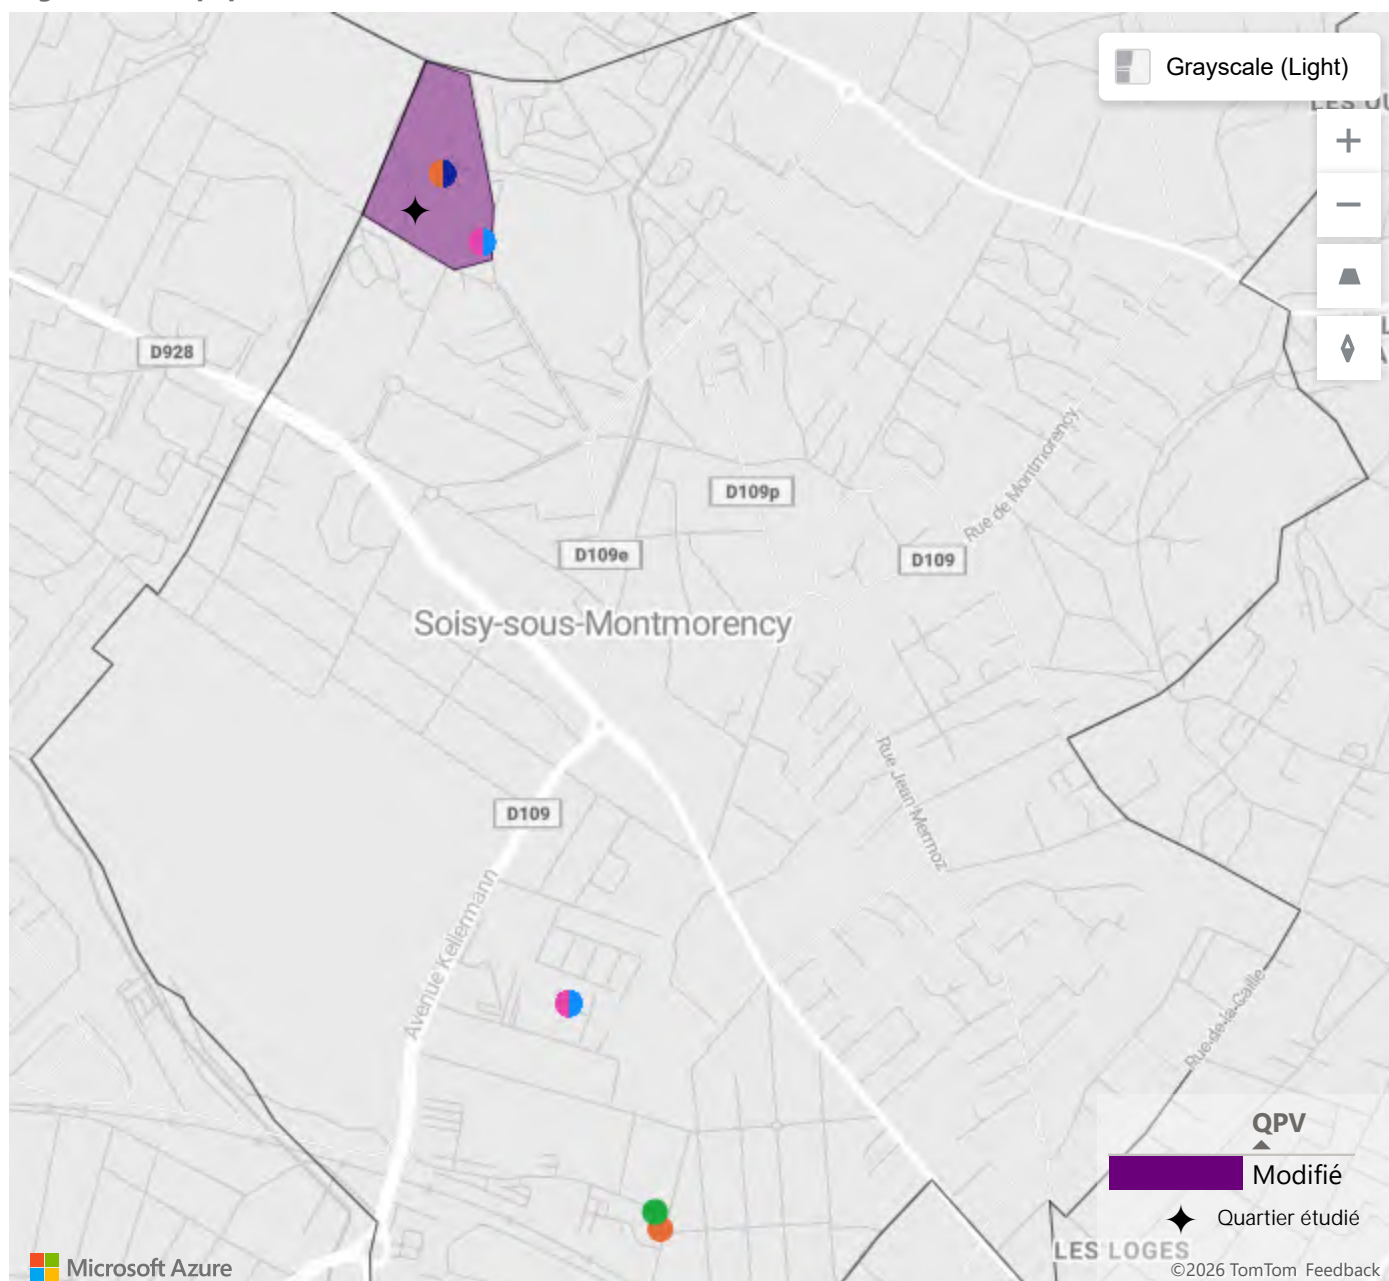 Grayscale (Light)
D928
D109p
Rue de Montmorency
D109e
D109
Soisy-sous-Montmorency
Rue Jean Mermoz
D109
Avenue Kellermann
Rue de la Caille
QPV
Modifié
Quartier étudié
LES LOGES
Microsoft Azure
©2026 TomTom Feedback